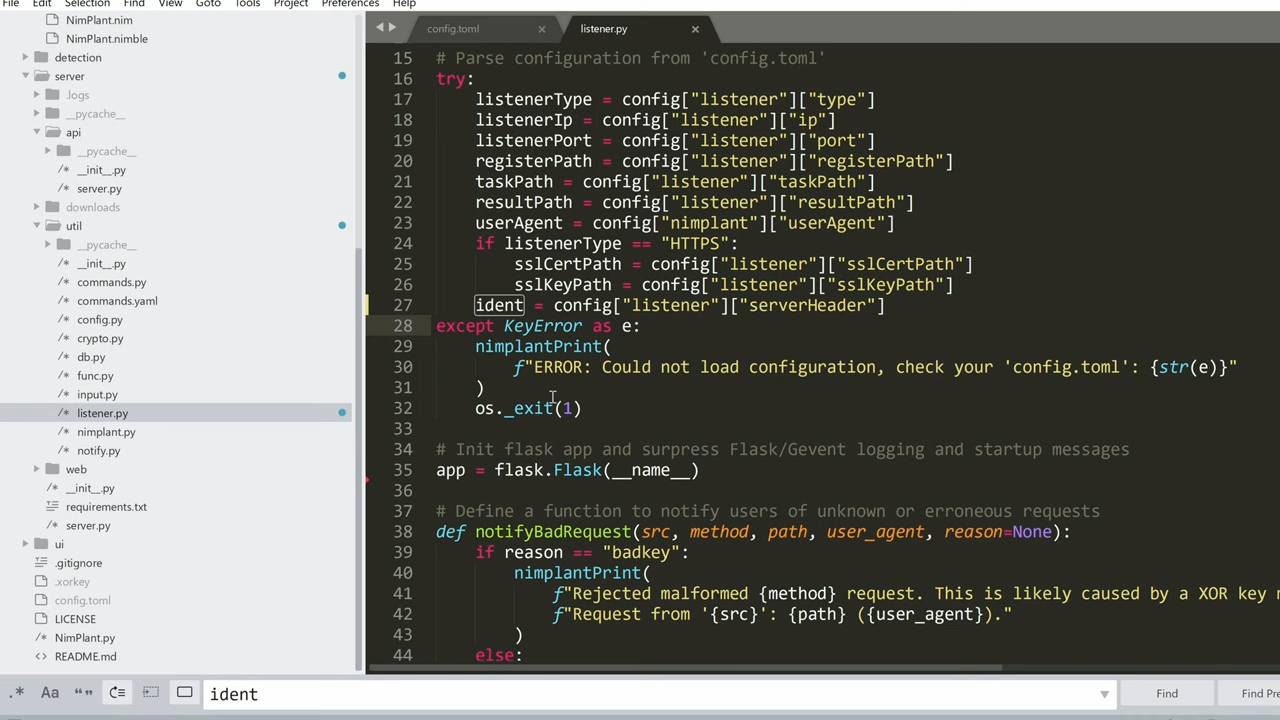 File Edit Selection Find View Goto Tools Project Preferences Help
NimPlant.nim
NimPlant.nimble
detection
server
.logs
__pycache__
api
__pycache__
__init__.py
server.py
downloads
util
__pycache__
__init__.py
commands.py
commands.yaml
config.py
crypto.py
db.py
func.py
input.py
listener.py
nimplant.py
notify.py
web
__init__.py
requirements.txt
server.py
ui
.gitignore
.xorkey
config.toml
LICENSE
NimPlant.py
README.md
config.toml
listener.py
15 # Parse configuration from 'config.toml'
16 try:
17 listenerType = config["listener"]["type"]
18 listenerIp = config["listener"]["ip"]
19 listenerPort = config["listener"]["port"]
20 registerPath = config["listener"]["registerPath"]
21 taskPath = config["listener"]["taskPath"]
22 resultPath = config["listener"]["resultPath"]
23 userAgent = config["nimplant"]["userAgent"]
24 if listenerType == "HTTPS":
25 sslCertPath = config["listener"]["sslCertPath"]
26 sslKeyPath = config["listener"]["sslKeyPath"]
27 ident = config["listener"]["serverHeader"]
28 except KeyError as e:
29 nimplantPrint(
30 f"ERROR: Could not load configuration, check your 'config.toml': {str(e)}"
31 )
32 os._exit(1)
33
34 # Init flask app and surpress Flask/Gevent logging and startup messages
35 app = flask.Flask(__name__)
36
37 # Define a function to notify users of unknown or erroneous requests
38 def notifyBadRequest(src, method, path, user_agent, reason=None):
39 if reason == "badkey":
40 nimplantPrint(
41 f"Rejected malformed {method} request. This is likely caused by a XOR key
42 f"Request from '{src}': {path} ({user_agent})."
43 )
44 else:
.* Aa “” ident Find Find Pre